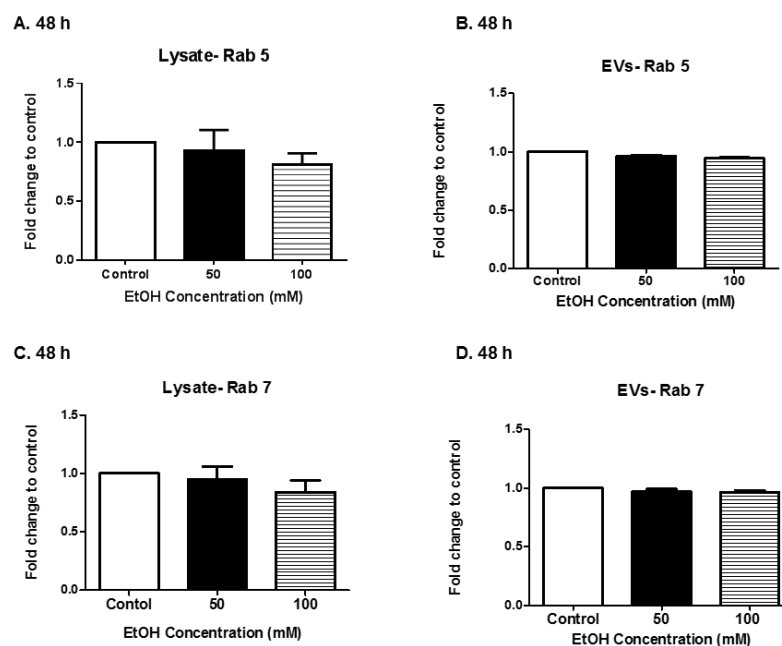 A. 48 h
Lysate- Rab 5
Fold change to control
1.5
1.0
0.5
0.0
Control 50 100
EtOH Concentration (mM)
B. 48 h
EVs- Rab 5
Fold change to control
1.5
1.0
0.5
0.0
Control 50 100
EtOH Concentration (mM)
C. 48 h
Lysate- Rab 7
Fold change to control
1.5
1.0
0.5
0.0
Contol 50 100
EtOH Concentration (mM)
D. 48 h
EVs- Rab 7
Fold change to control
1.5
1.0
0.5
0.0
Control 50 100
EtOH Concentration (mM)